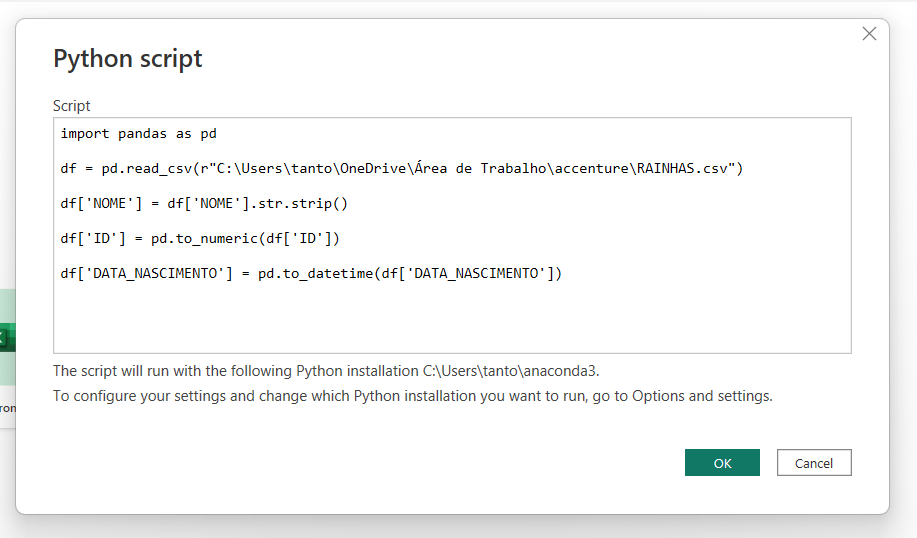 Python script
Script
import pandas as pd
df = pd.read_csv(r"C:\Users\tanto\OneDrive\Área de Trabalho\accenture\RAINHAS.csv")
df['NOME'] = df['NOME'].str.strip()
df['ID'] = pd.to_numeric(df['ID'])
df['DATA_NASCIMENTO'] = pd.to_datetime(df['DATA_NASCIMENTO'])
The script will run with the following Python installation C:\Users\tanto\anaconda3.
To configure your settings and change which Python installation you want to run, go to Options and settings.
OK
Cancel